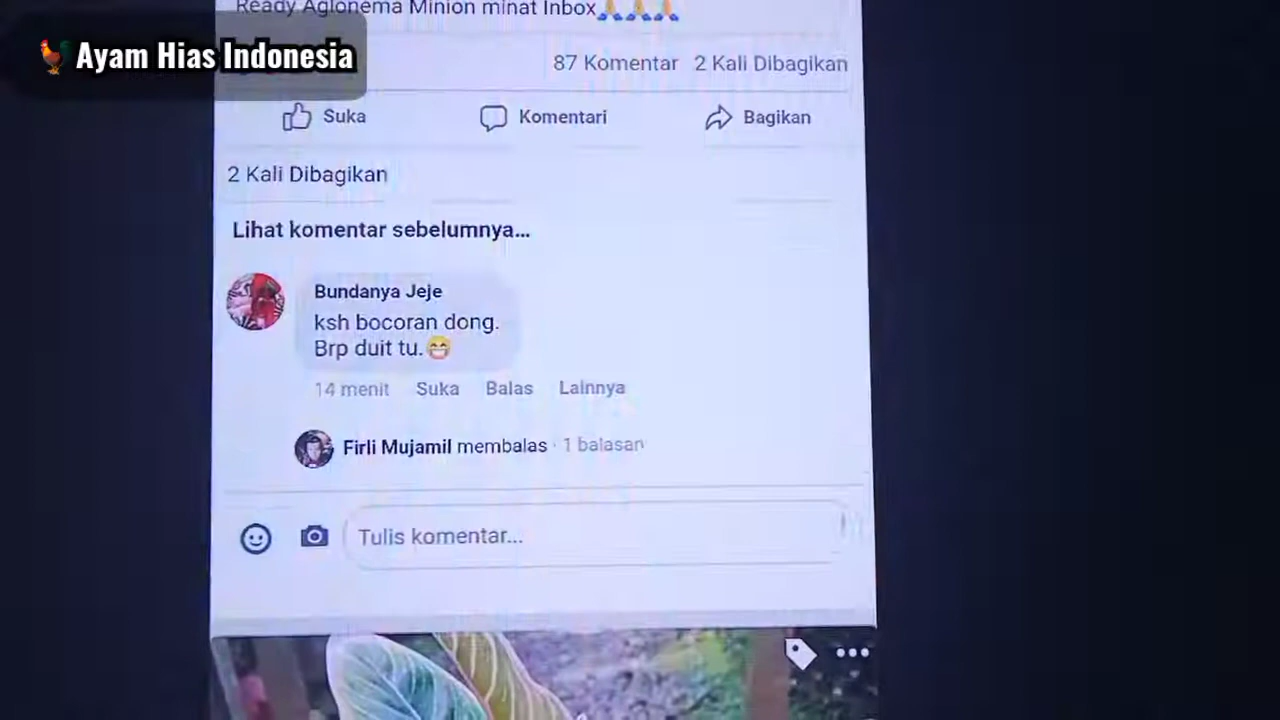 Ready Aglonema Minion minat Inbox🙏🙏🙏
🐓 Ayam Hias Indonesia
87 Komentar 2 Kali Dibagikan
Suka Komentari Bagikan
2 Kali Dibagikan
Lihat komentar sebelumnya...
Bundanya Jeje
ksh bocoran dong.
Brp duit tu.😁
14 menit Suka Balas Lainnya
Firli Mujamil membalas · 1 balasan
Tulis komentar...